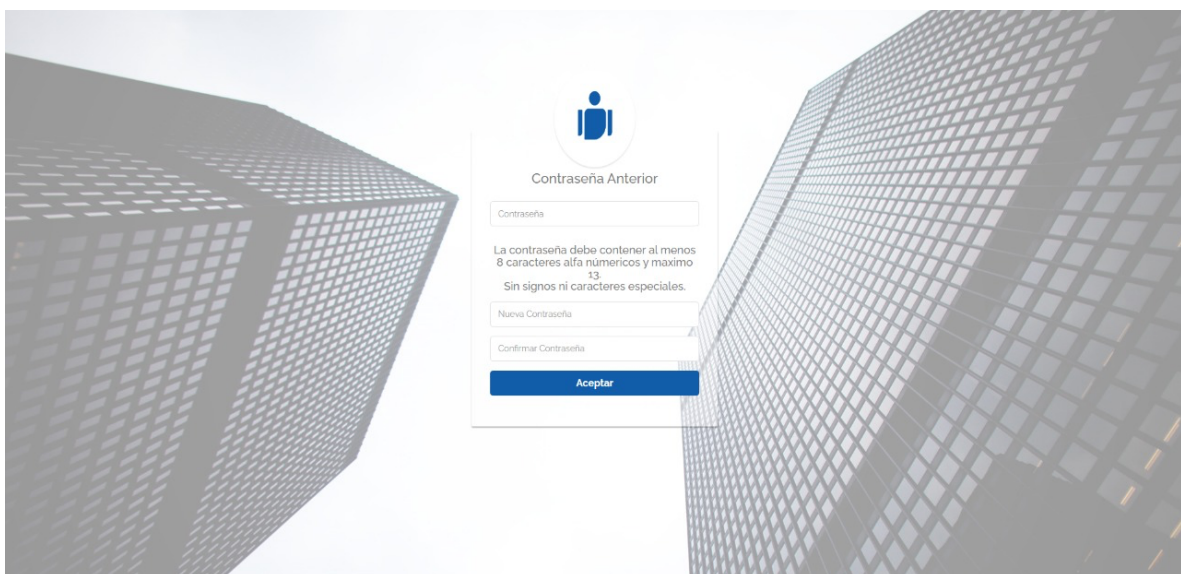 Contraseña Anterior
Contraseña
La contraseña debe contener al menos
8 caracteres alfa númericos y maximo
13.
Sin signos ni caracteres especiales.
Nueva Contraseña
Confirmar Contraseña
Aceptar